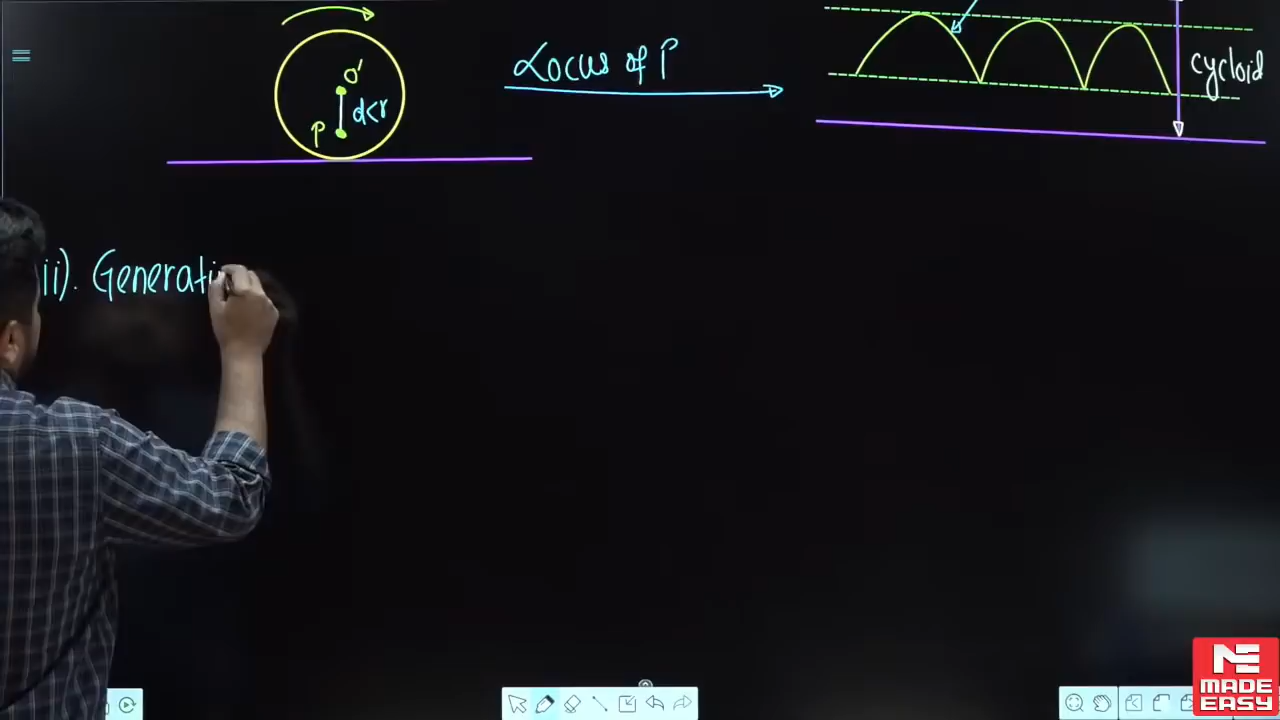 O'
d<r
P
Locus of P
cycloid
ii). Generati
MADE
EASY